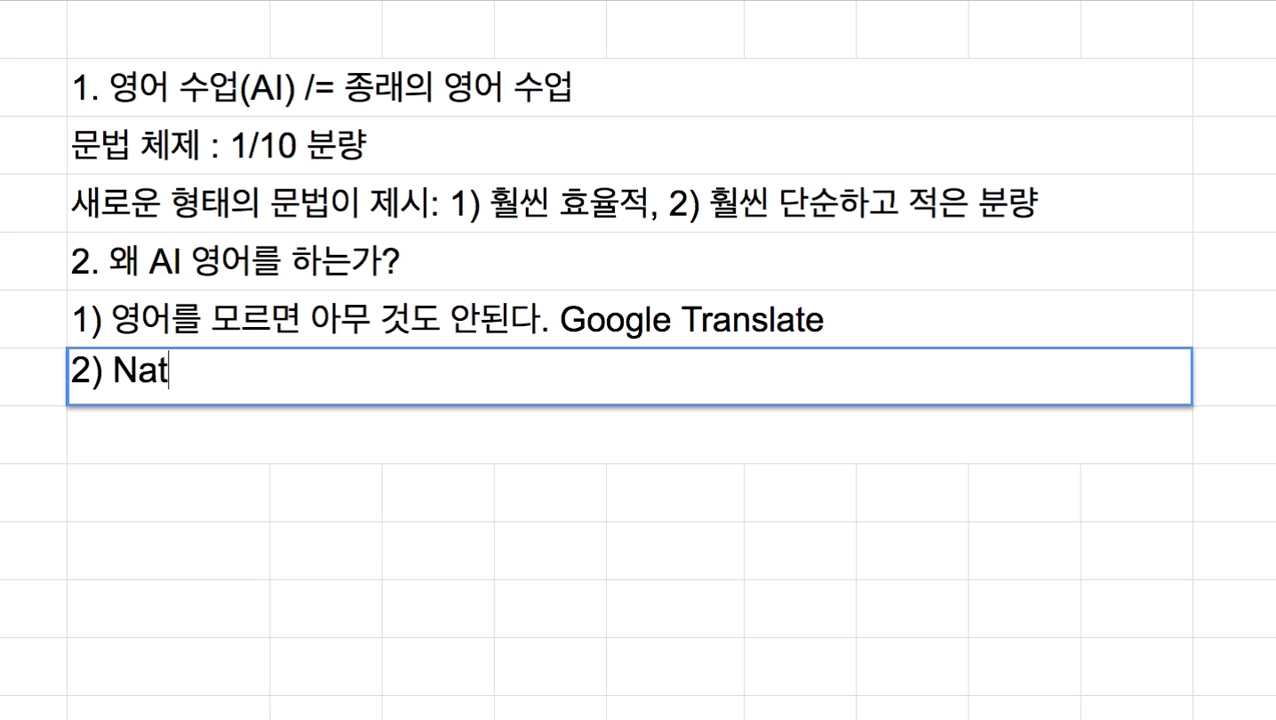 1. 영어 수업(AI) /= 종래의 영어 수업
문법 체제 : 1/10 분량
새로운 형태의 문법이 제시: 1) 훨씬 효율적, 2) 훨씬 단순하고 적은 분량
2. 왜 AI 영어를 하는가?
1) 영어를 모르면 아무 것도 안된다. Google Translate
2) Nat